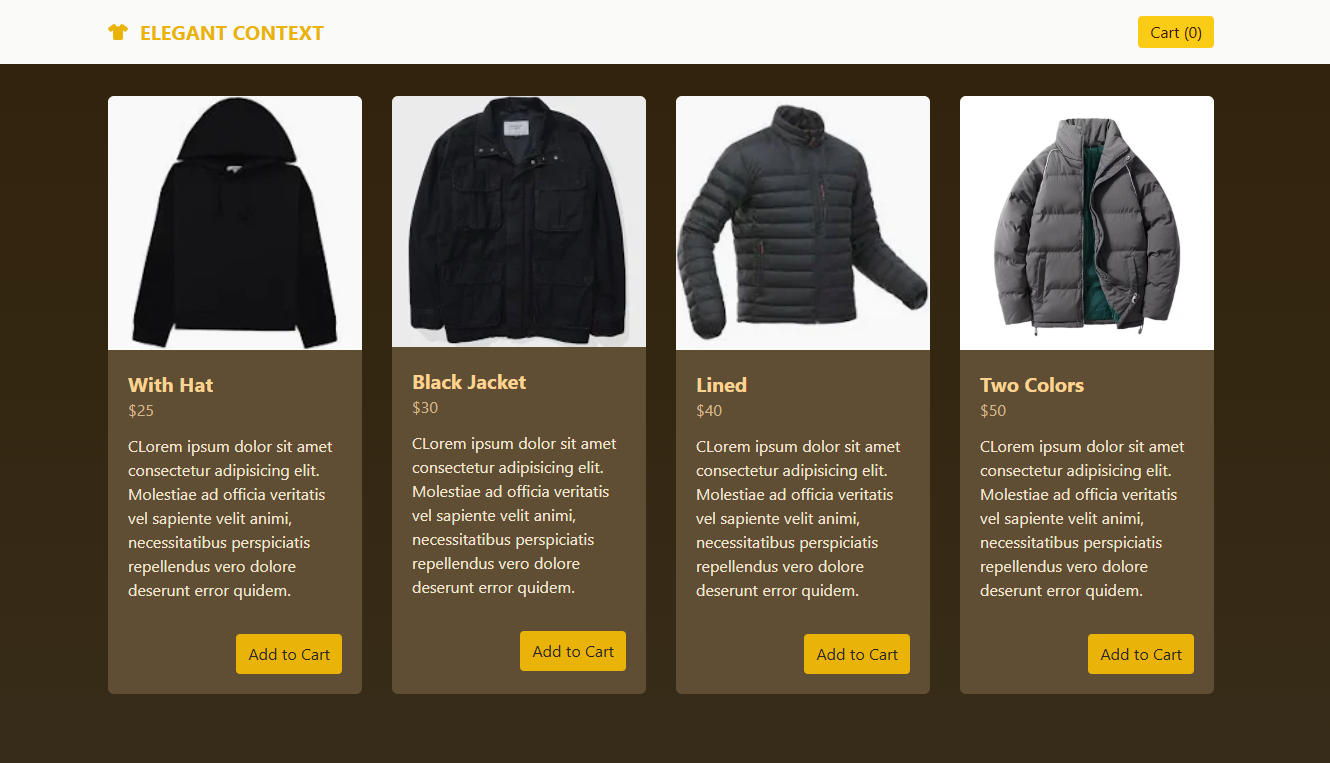 ELEGANT CONTEXT
Cart (0)
With Hat
$25
CLorem ipsum dolor sit amet
consectetur adipisicing elit.
Molestiae ad officia veritatis
vel sapiente velit animi,
necessitatibus perspiciatis
repellendus vero dolore
deserunt error quidem.
Add to Cart
Black Jacket
$30
CLorem ipsum dolor sit amet
consectetur adipisicing elit.
Molestiae ad officia veritatis
vel sapiente velit animi,
necessitatibus perspiciatis
repellendus vero dolore
deserunt error quidem.
Add to Cart
Lined
$40
CLorem ipsum dolor sit amet
consectetur adipisicing elit.
Molestiae ad officia veritatis
vel sapiente velit animi,
necessitatibus perspiciatis
repellendus vero dolore
deserunt error quidem.
Add to Cart
Two Colors
$50
CLorem ipsum dolor sit amet
consectetur adipisicing elit.
Molestiae ad officia veritatis
vel sapiente velit animi,
necessitatibus perspiciatis
repellendus vero dolore
deserunt error quidem.
Add to Cart